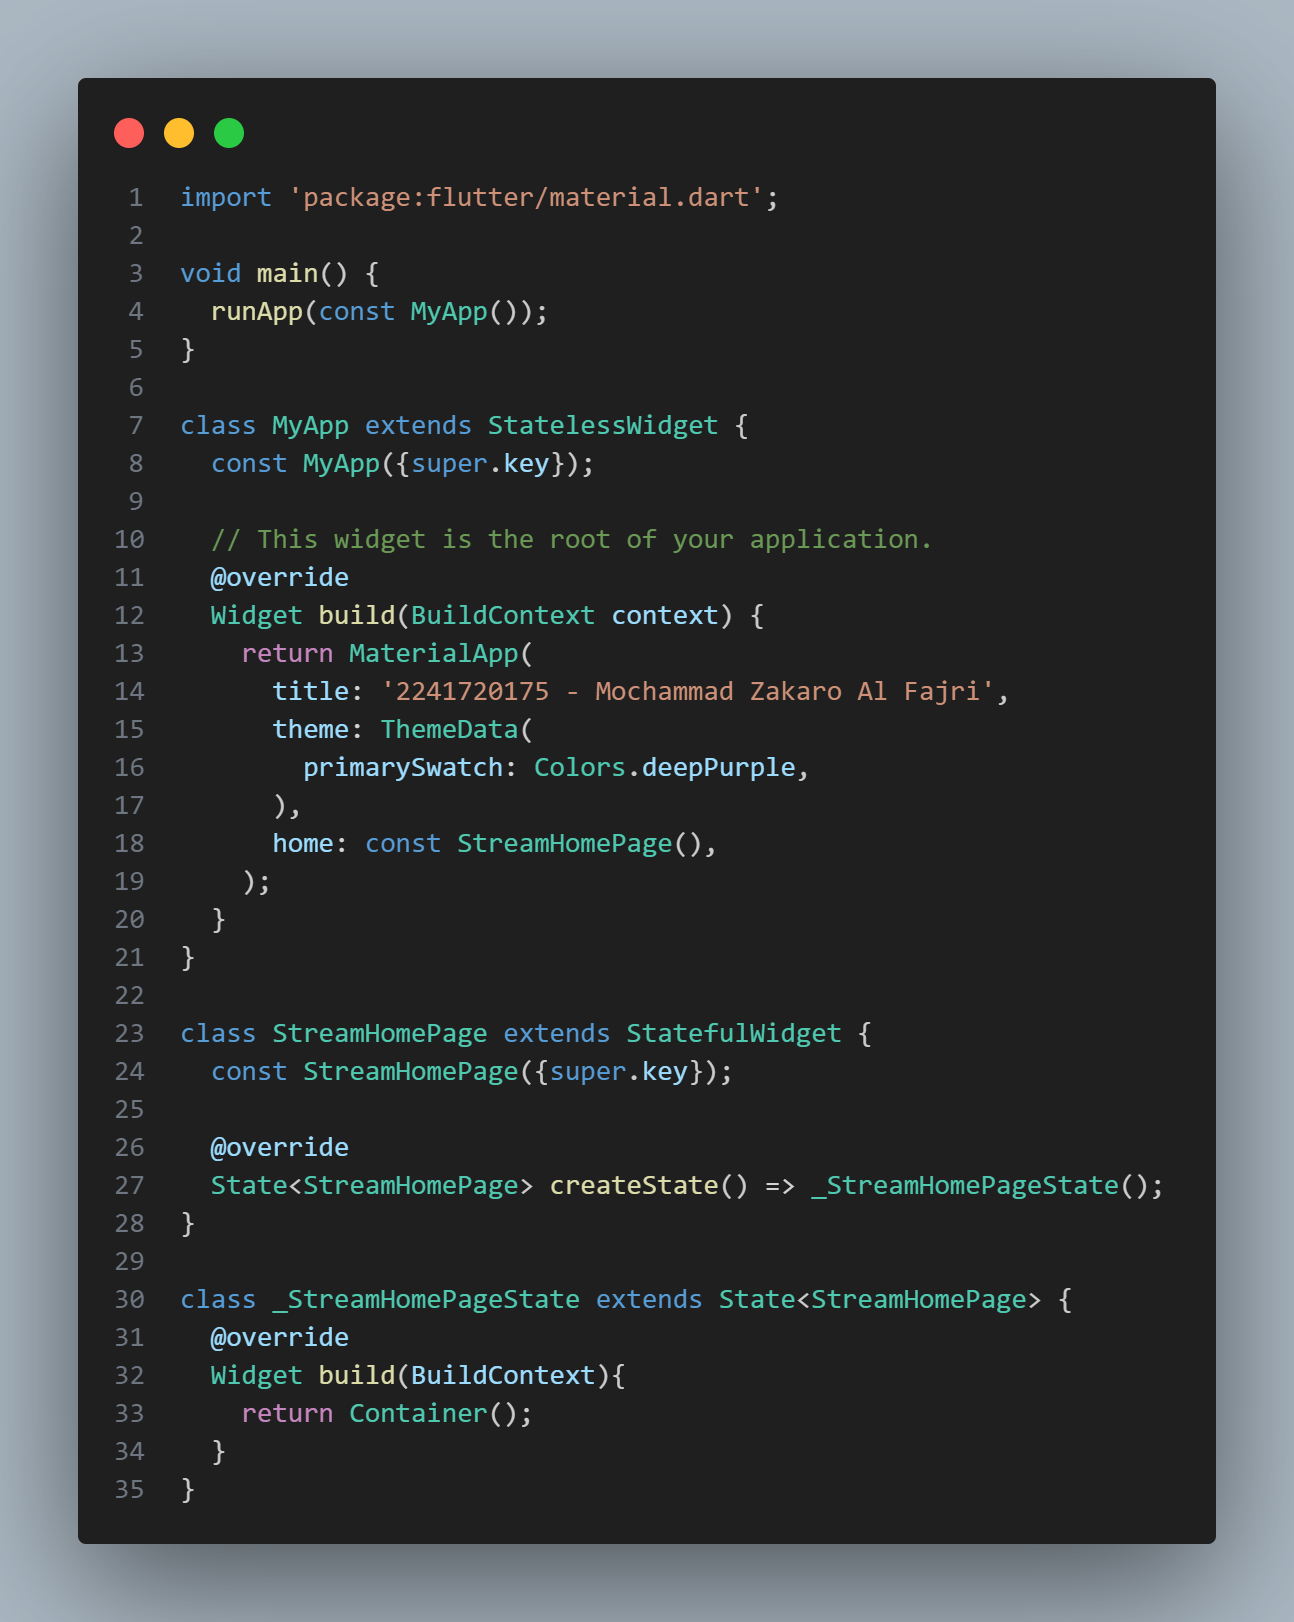 1 import 'package:flutter/material.dart';
2
3 void main() {
4   runApp(const MyApp());
5 }
6
7 class MyApp extends StatelessWidget {
8   const MyApp({super.key});
9
10   // This widget is the root of your application.
11   @override
12   Widget build(BuildContext context) {
13     return MaterialApp(
14       title: '2241720175 - Mochammad Zakaro Al Fajri',
15       theme: ThemeData(
16         primarySwatch: Colors.deepPurple,
17       ),
18       home: const StreamHomePage(),
19     );
20   }
21 }
22
23 class StreamHomePage extends StatefulWidget {
24   const StreamHomePage({super.key});
25
26   @override
27   State<StreamHomePage> createState() => _StreamHomePageState();
28 }
29
30 class _StreamHomePageState extends State<StreamHomePage> {
31   @override
32   Widget build(BuildContext){
33     return Container();
34   }
35 }